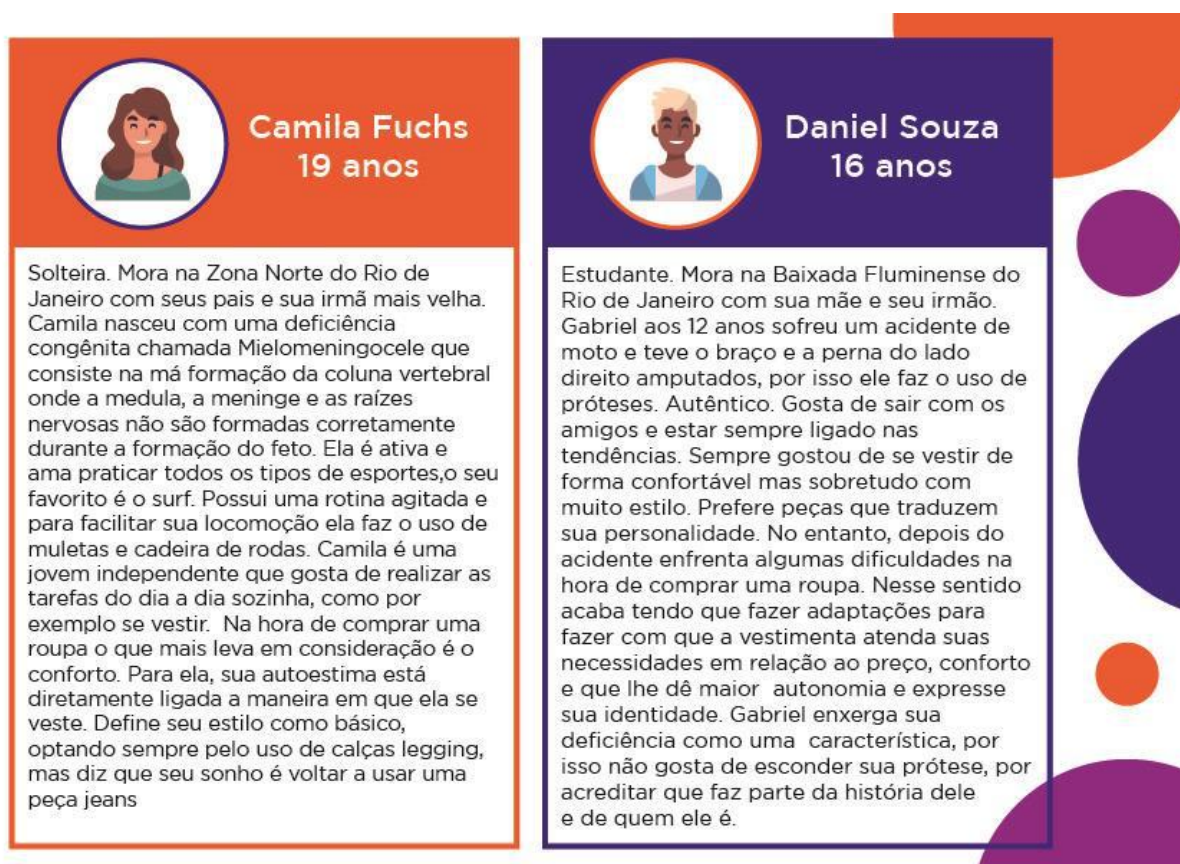 Camila Fuchs
19 anos
Solteira. Mora na Zona Norte do Rio de
Janeiro com seus pais e sua irmã mais velha.
Camila nasceu com uma deficiência
congênita chamada Mielomeningocele que
consiste na má formação da coluna vertebral
onde a medula, a meninge e as raízes
nervosas não são formadas corretamente
durante a formação do feto. Ela é ativa e
ama praticar todos os tipos de esportes,o seu
favorito é o surf. Possui uma rotina agitada e
para facilitar sua locomoção ela faz o uso de
muletas e cadeira de rodas. Camila é uma
jovem independente que gosta de realizar as
tarefas do dia a dia sozinha, como por
exemplo se vestir.  Na hora de comprar uma
roupa o que mais leva em consideração é o
conforto. Para ela, sua autoestima está
diretamente ligada a maneira em que ela se
veste. Define seu estilo como básico,
optando sempre pelo uso de calças legging,
mas diz que seu sonho é voltar a usar uma
peça jeans
Daniel Souza
16 anos
Estudante. Mora na Baixada Fluminense do
Rio de Janeiro com sua mãe e seu irmão.
Gabriel aos 12 anos sofreu um acidente de
moto e teve o braço e a perna do lado
direito amputados, por isso ele faz o uso de
próteses. Autêntico. Gosta de sair com os
amigos e estar sempre ligado nas
tendências. Sempre gostou de se vestir de
forma confortável mas sobretudo com
muito estilo. Prefere peças que traduzem
sua personalidade. No entanto, depois do
acidente enfrenta algumas dificuldades na
hora de comprar uma roupa. Nesse sentido
acaba tendo que fazer adaptações para
fazer com que a vestimenta atenda suas
necessidades em relação ao preço, conforto
e que lhe dê maior  autonomia e expresse
sua identidade. Gabriel enxerga sua
deficiência como uma  característica, por
isso não gosta de esconder sua prótese, por
acreditar que faz parte da história dele
e de quem ele é.